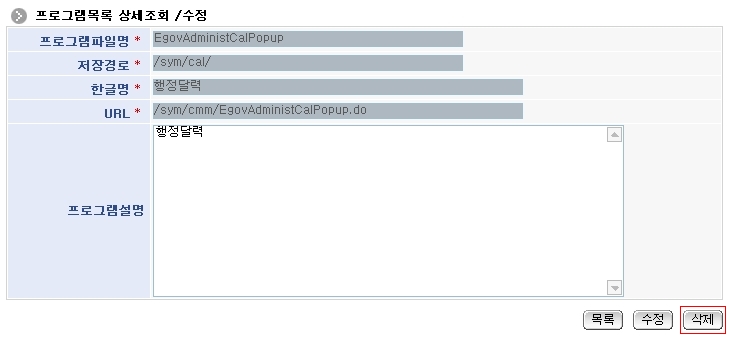 프로그램목록 상세조회 /수정
프로그램파일명 * EgovAdministCalPopup
저장경로 * /sym/cal/
한글명 * 행정달력
URL * /sym/cmm/EgovAdministCalPopup.do
프로그램설명 행정달력
목록 수정 삭제